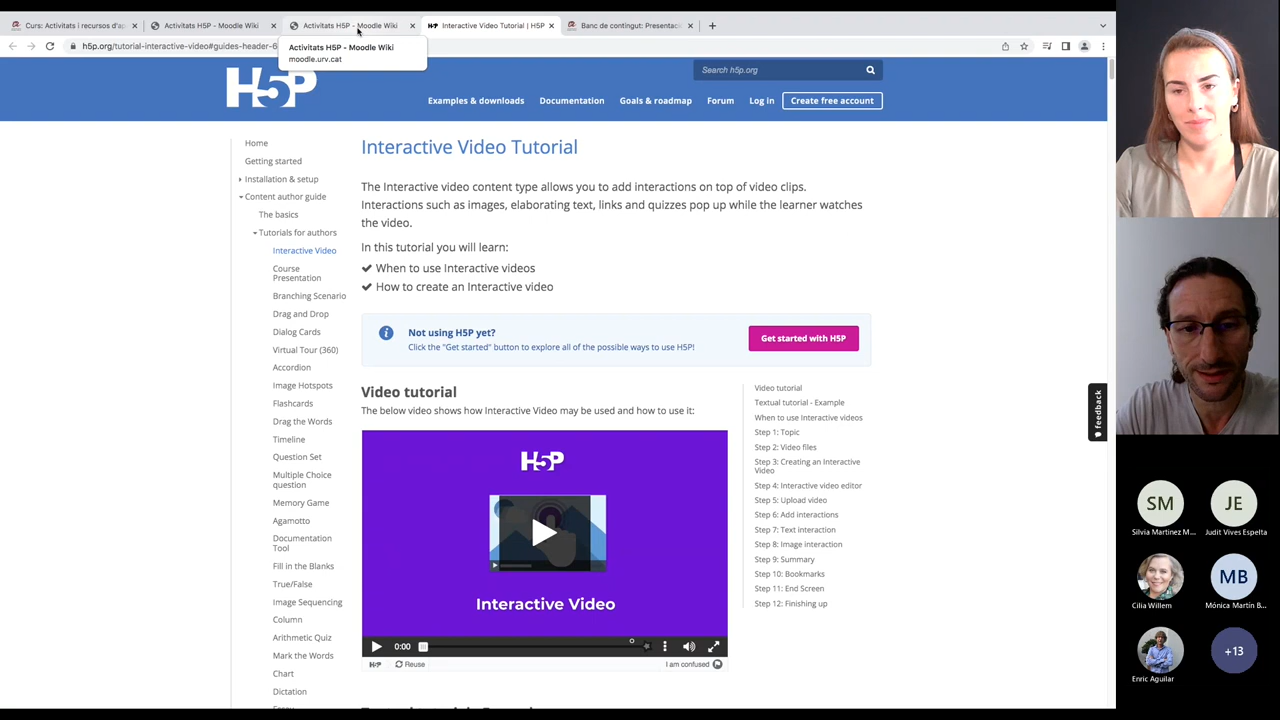 Curs: Activitats i recursos d'ap
Activitats H5P - Moodle Wiki
Activitats H5P - Moodle Wiki
Interactive Video Tutorial | H5P
Banc de contingut: Presentacio
h5p.org/tutorial-interactive-video#guides-header-6
Activitats H5P - Moodle Wiki
moodle.urv.cat
H5P
Search h5p.org
Examples & downloads
Documentation
Goals & roadmap
Forum
Log in
Create free account
Home
Getting started
Installation & setup
Content author guide
The basics
Tutorials for authors
Interactive Video
Course
Presentation
Branching Scenario
Drag and Drop
Dialog Cards
Virtual Tour (360)
Accordion
Image Hotspots
Flashcards
Drag the Words
Timeline
Question Set
Multiple Choice
question
Memory Game
Agamotto
Documentation
Tool
Fill in the Blanks
True/False
Image Sequencing
Column
Arithmetic Quiz
Mark the Words
Chart
Dictation
Interactive Video Tutorial
The Interactive video content type allows you to add interactions on top of video clips.
Interactions such as images, elaborating text, links and quizzes pop up while the learner watches
the video.
In this tutorial you will learn:
When to use Interactive videos
How to create an Interactive video
Not using H5P yet?
Click the "Get started" button to explore all of the possible ways to use H5P!
Get started with H5P
Video tutorial
The below video shows how Interactive Video may be used and how to use it:
H5P
Interactive Video
0:00
H5P
Reuse
I am confused
Video tutorial
Textual tutorial - Example
When to use Interactive videos
Step 1: Topic
Step 2: Video files
Step 3: Creating an Interactive
Video
Step 4: Interactive video editor
Step 5: Upload video
Step 6: Add interactions
Step 7: Text interaction
Step 8: Image interaction
Step 9: Summary
Step 10: Bookmarks
Step 11: End Screen
Step 12: Finishing up
feedback
SM
Silvia Martinez M...
JE
Judit Vives Espelta
Cilia Willem
MB
Mónica Martín B...
Enric Aguilar
+13